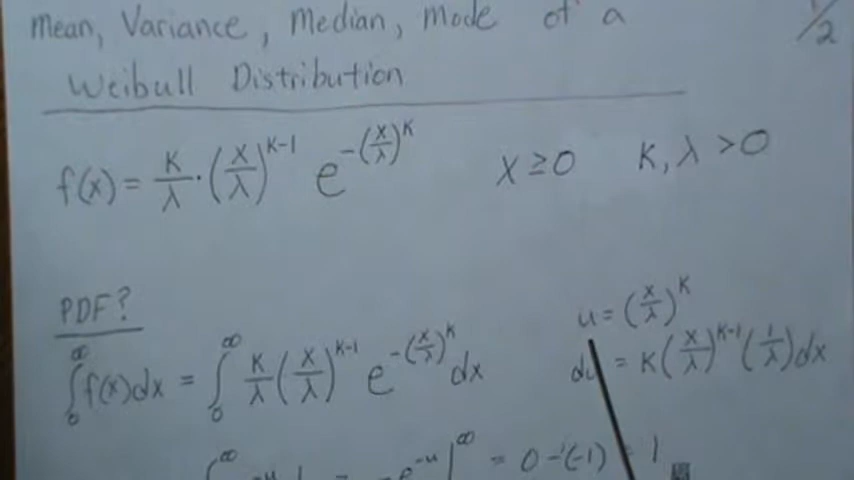 Mean, Variance, Median, Mode of a
1/2
Weibull Distribution
f(x) = K/λ · (x/λ)^(K-1) e^(-(x/λ)^K) x ≥ 0 K, λ > 0
PDF?
u = (x/λ)^K
∫₀^∞ f(x)dx = ∫₀^∞ K/λ (x/λ)^(K-1) e^(-(x/λ)^K) dx du = K(x/λ)^(K-1) (1/λ)dx
-e^(-u) |^∞ = 0-(-1) = 1